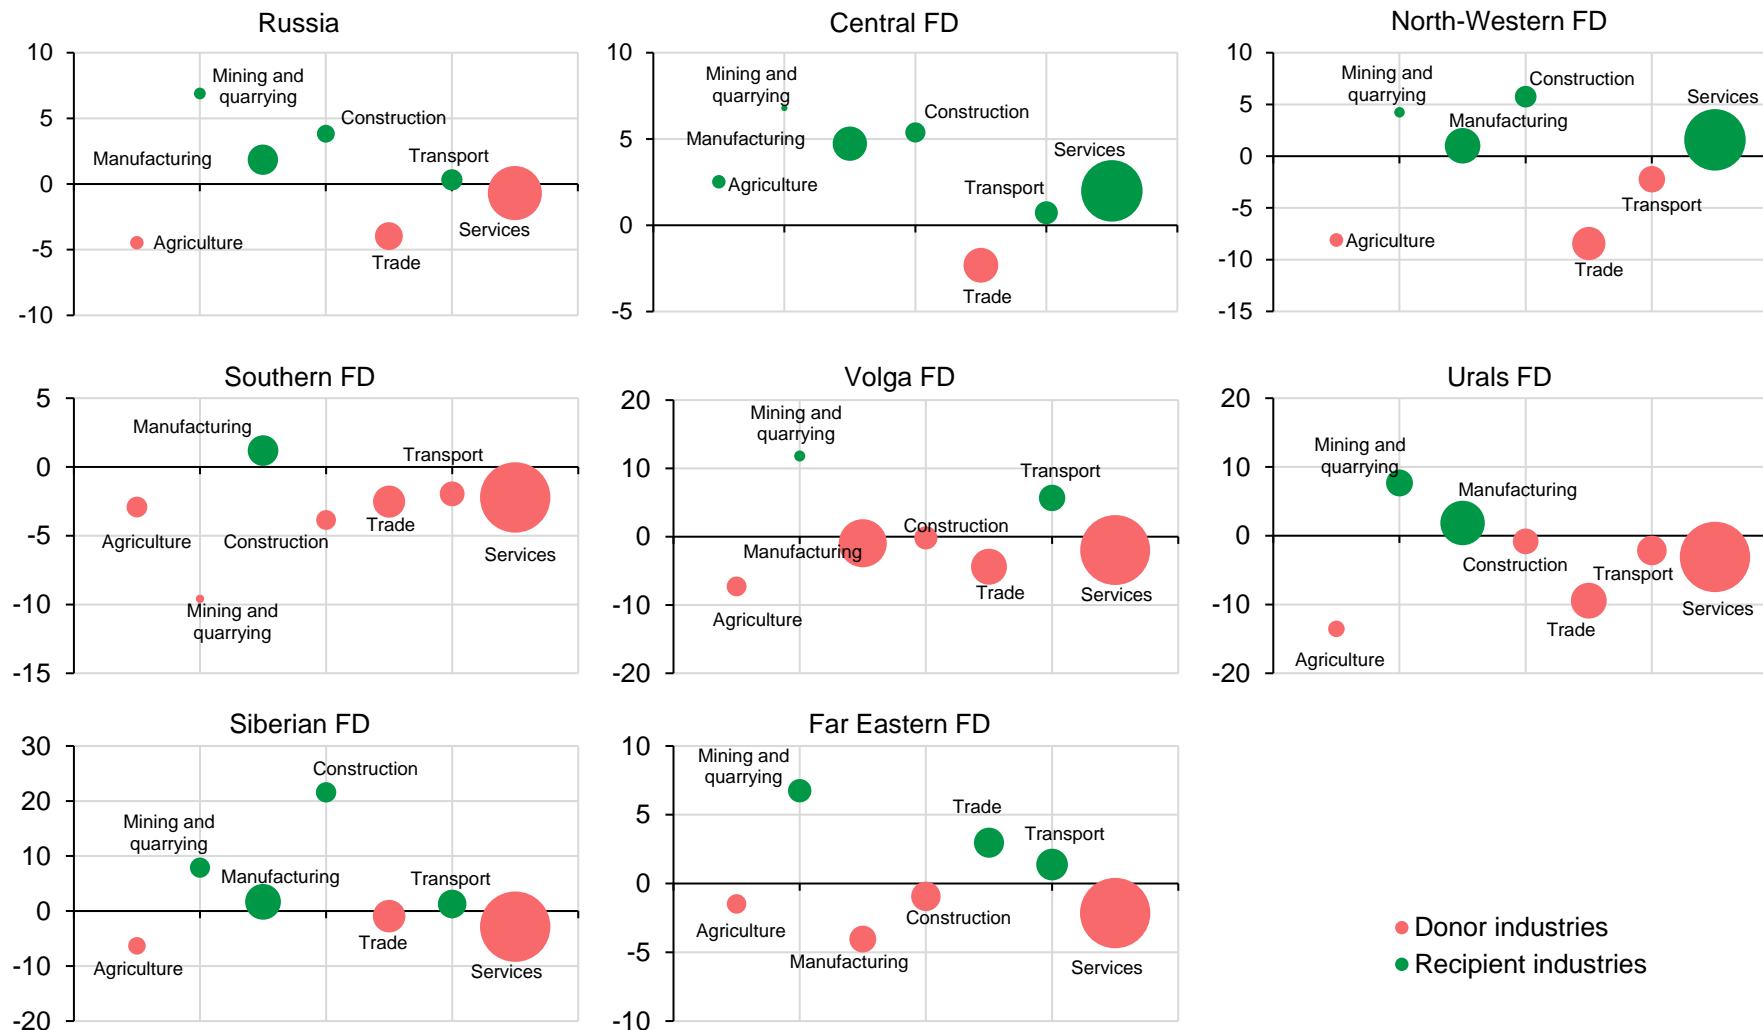 Russia
10
5
0
-5
-10
Mining and
quarrying
Construction
Manufacturing
Transport
Agriculture
Services
Trade
Central FD
10
5
0
-5
Mining and
quarrying
Construction
Manufacturing
Services
Agriculture
Transport
Trade
North-Western FD
10
5
0
-5
-10
-15
Mining and
quarrying
Construction
Services
Manufacturing
Transport
Agriculture
Trade
Southern FD
5
0
-5
-10
-15
Manufacturing
Transport
Trade
Agriculture
Construction
Services
Mining and
quarrying
Volga FD
20
10
0
-10
-20
Mining and
quarrying
Transport
Construction
Manufacturing
Trade
Services
Agriculture
Urals FD
20
10
0
-10
-20
Mining and
quarrying
Manufacturing
Construction
Transport
Services
Trade
Agriculture
Siberian FD
30
20
10
0
-10
-20
Construction
Mining and
quarrying
Manufacturing
Transport
Trade
Agriculture
Services
Far Eastern FD
10
5
0
-5
-10
Mining and
quarrying
Trade
Transport
Construction
Agriculture
Manufacturing
Services
Donor industries
Recipient industries